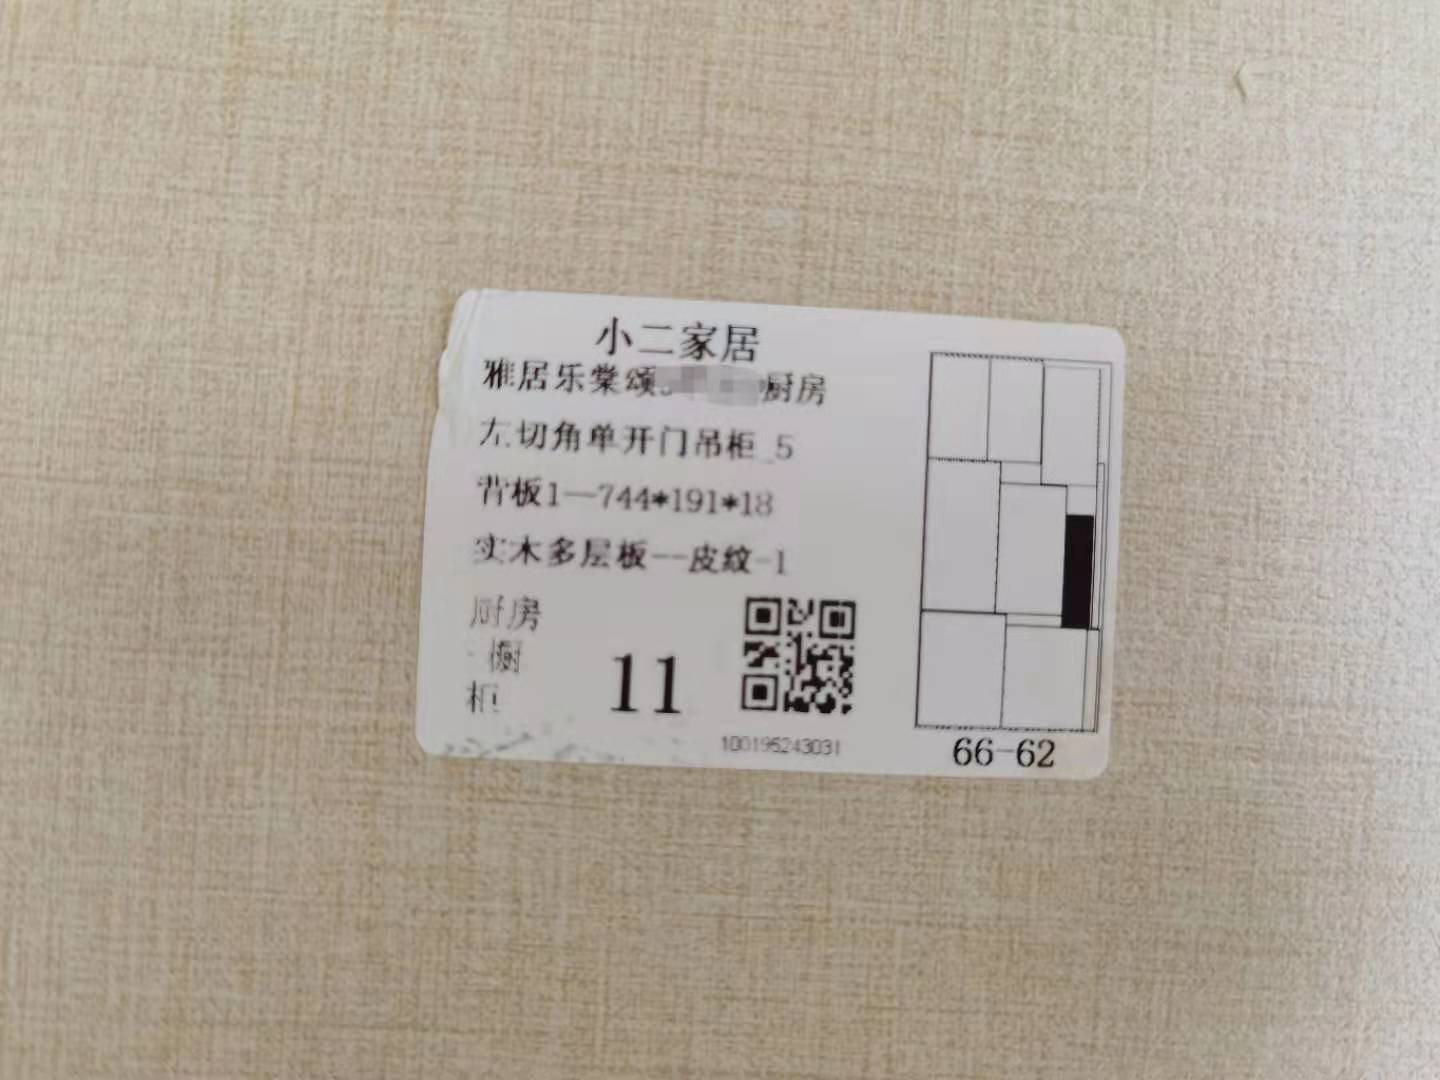 小二家居
雅居乐棠颂 厨房
左切角单开门吊柜_5
背板1—744*191*18
实木多层板--皮纹-1
厨房
-橱
柜
11
100195243031
66-62